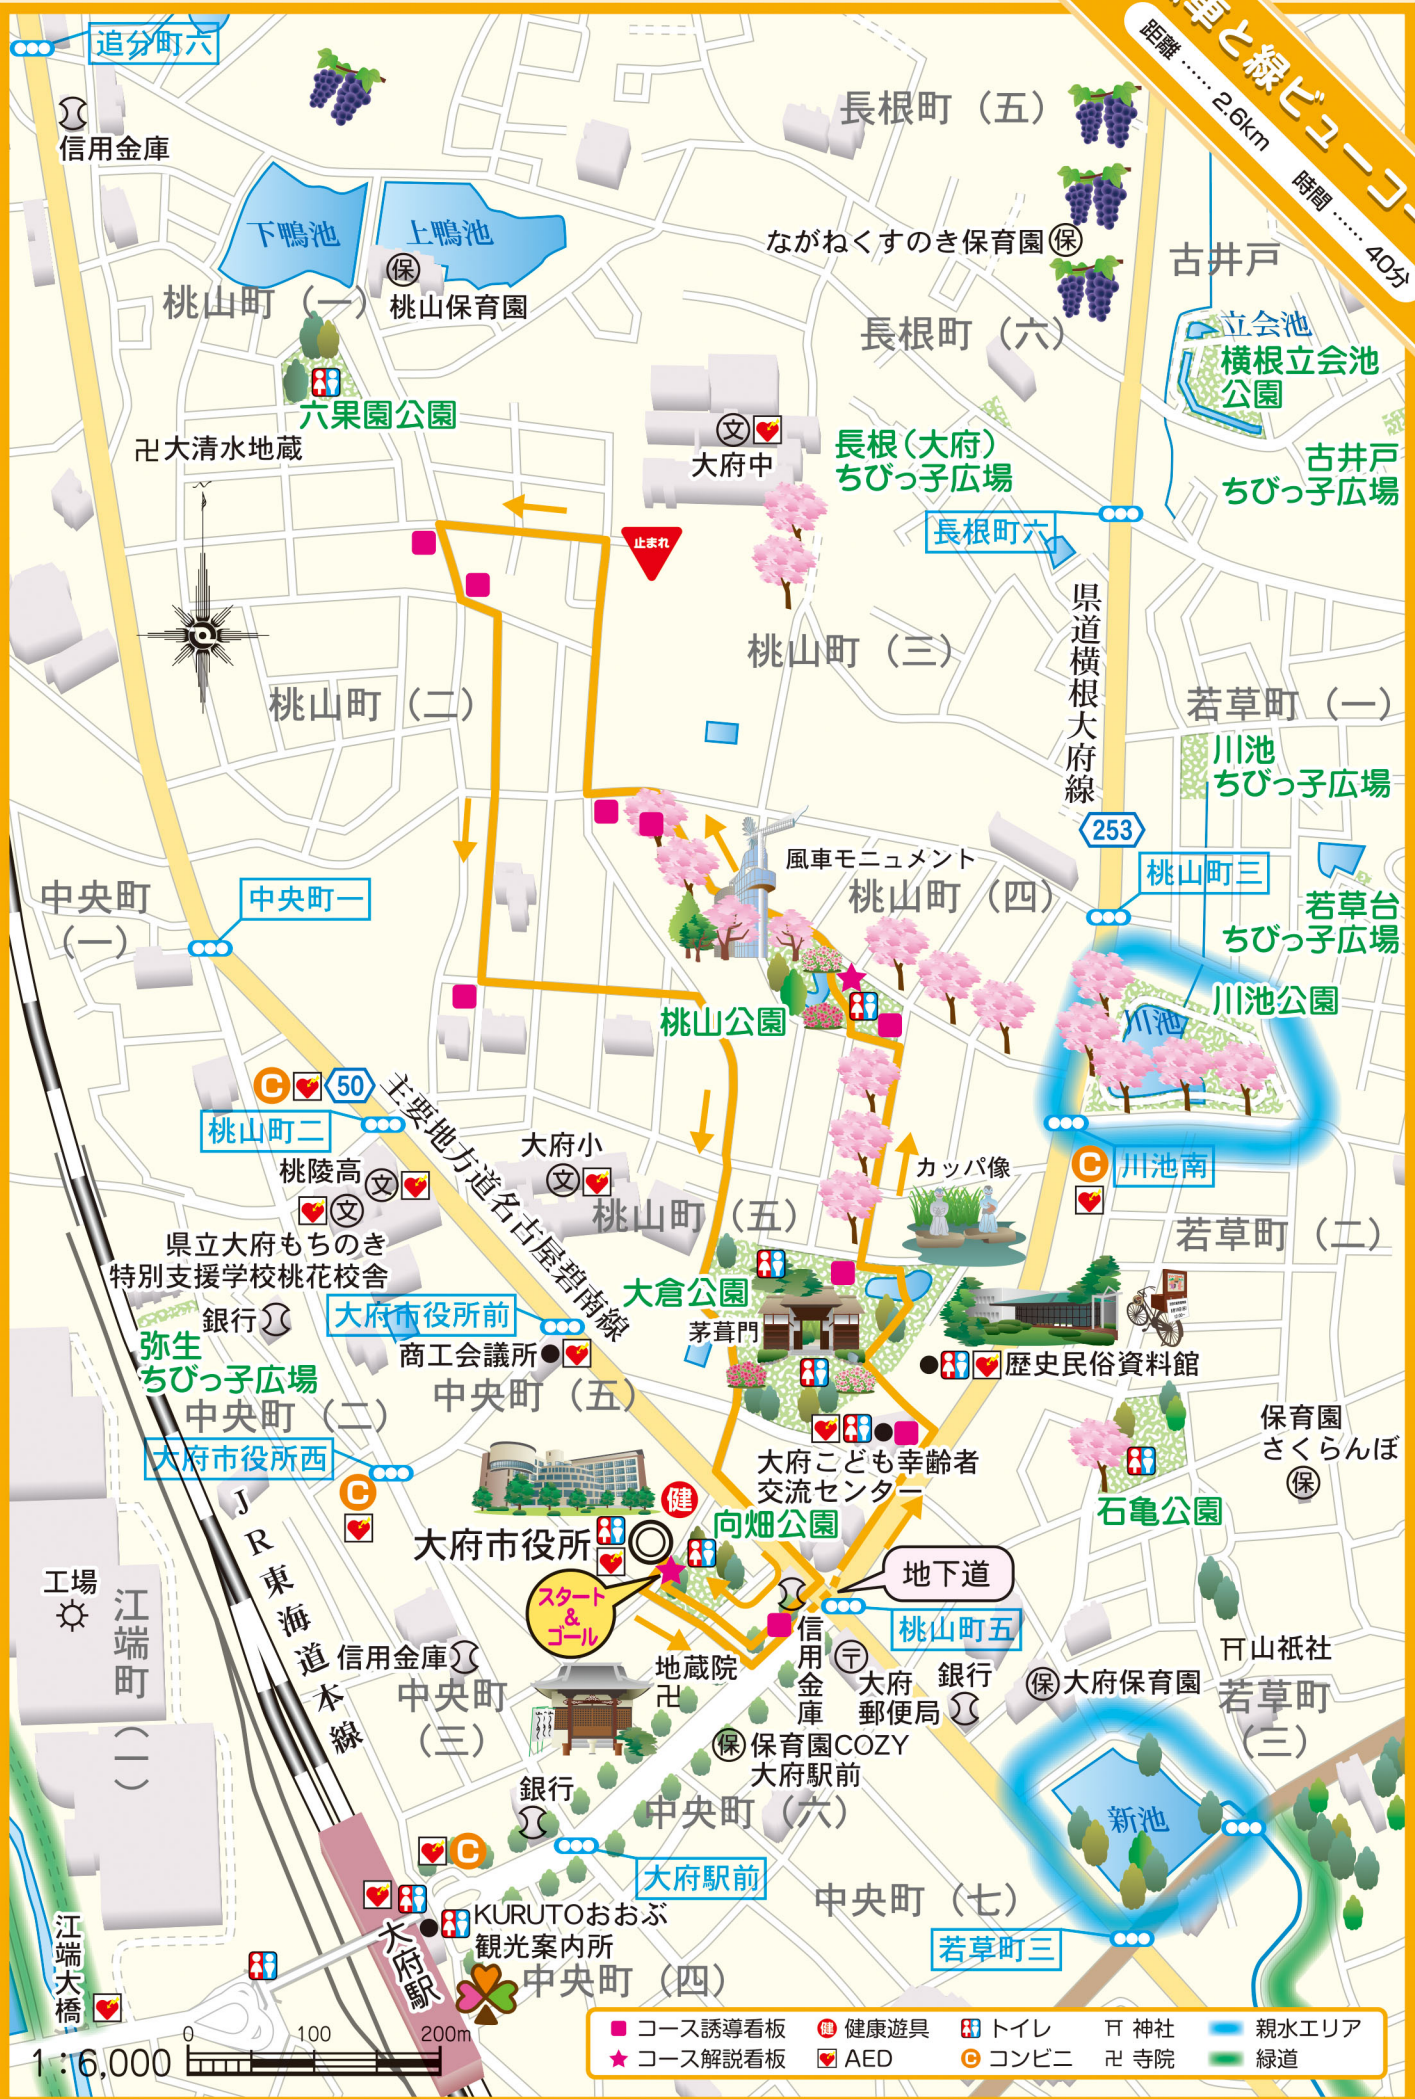 車と緑ビューコー
距離……2.6km
時間……40分
追分町六
信用金庫
長根町（五）
下鴨池
上鴨池
保
桃山保育園
桃山町（一）
ながねくすのき保育園 保
古井戸
長根町（六）
立会池
横根立会池
公園
六果園公園
卍大清水地蔵
文
大府中
長根（大府）
ちびっ子広場
古井戸
ちびっ子広場
長根町六
止まれ
桃山町（三）
県道横根大府線
桃山町（二）
若草町（一）
川池
ちびっ子広場
253
風車モニュメント
桃山町（四）
桃山町三
中央町
（一）
中央町一
若草台
ちびっ子広場
川池公園
川池
桃山公園
C
50
主要地方道名古屋碧南線
桃山町二
大府小
文
桃陵高 文
文
カッパ像
C
川池南
県立大府もちのき
特別支援学校桃花校舎
桃山町（五）
若草町（二）
銀行
大府市役所前
大倉公園
茅葺門
商工会議所
歴史民俗資料館
弥生
ちびっ子広場
中央町（五）
中央町（二）
大府市役所西
大府こども幸齢者
交流センター
保育園
さくらんぼ
保
C
健
石亀公園
向畑公園
大府市役所
JR東海道本線
工場
江端町（一）
スタート
&
ゴール
地下道
桃山町五
信用金庫
信用金庫
地蔵院
卍
〒
大府
郵便局
銀行
保 大府保育園
山祇社
中央町
（三）
若草町
（三）
保 保育園COZY
大府駅前
銀行
中央町（六）
新池
C
大府駅前
中央町（七）
KURUTOおおぶ
観光案内所
大府駅
若草町三
中央町（四）
江端大橋
0 100 200m
1：6,000
コース誘導看板
健 健康遊具
トイレ
神社
親水エリア
コース解説看板
AED
C コンビニ
卍 寺院
緑道